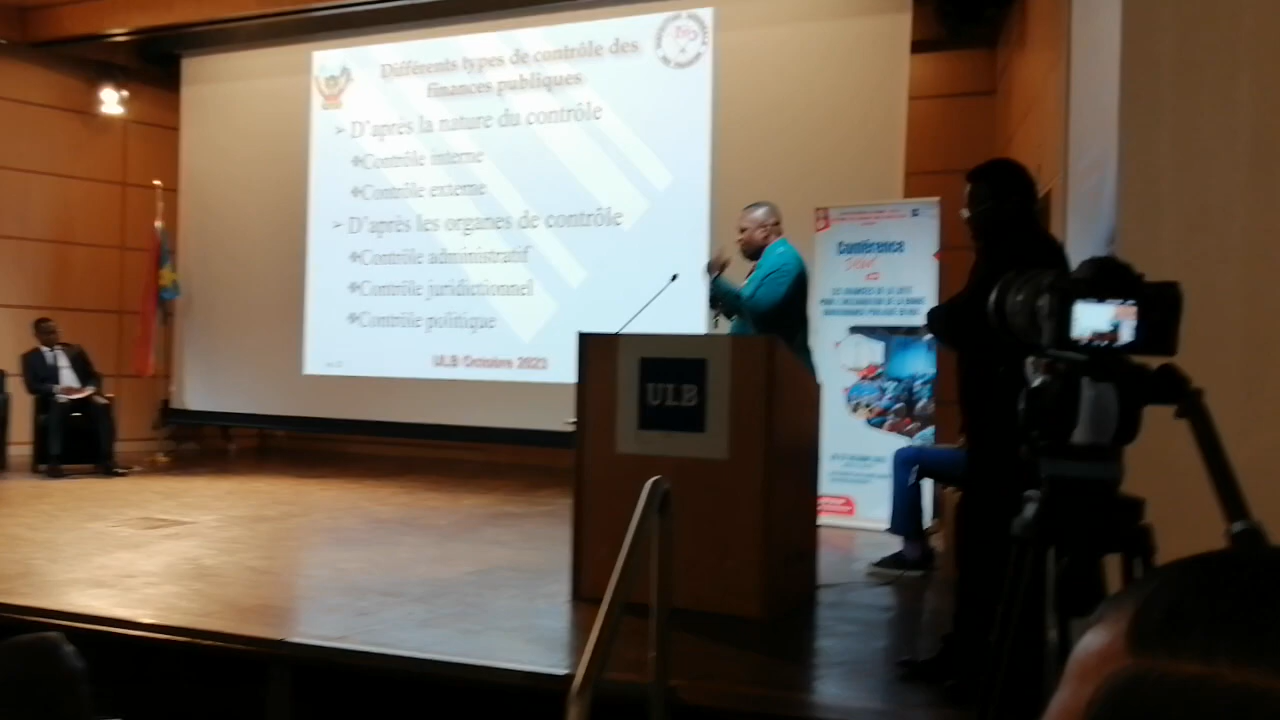 Différents types de contrôle des
finances publiques
➢ D'après la nature du contrôle
❖Contrôle interne
❖Contrôle externe
➢ D'après les organes de contrôle
❖Contrôle administratif
❖Contrôle juridictionnel
❖Contrôle politique
ULB Octobre 2023
ULB
Conférence